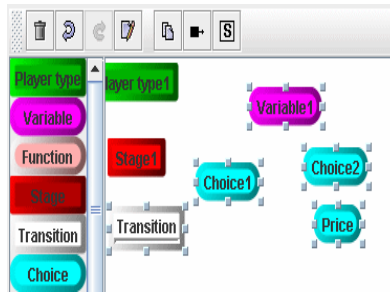 S
Player type
Variable
Function
Stage
Transition
Choice
layer type1
Variable1
Stage1
Choice1
Choice2
Transition
Price